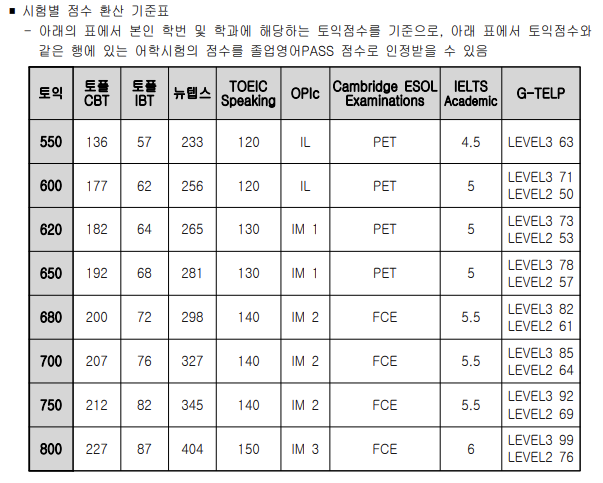 ▪ 시험별 점수 환산 기준표
- 아래의 표에서 본인 학번 및 학과에 해당하는 토익점수를 기준으로, 아래 표에서 토익점수와
같은 행에 있는 어학시험의 점수를 졸업영어PASS 점수로 인정받을 수 있음
토익 토플 CBT 토플 IBT 뉴텝스 TOEIC Speaking OPIc Cambridge ESOL Examinations IELTS Academic G-TELP
550 136 57 233 120 IL PET 4.5 LEVEL3 63
600 177 62 256 120 IL PET 5 LEVEL3 71 LEVEL2 50
620 182 64 265 130 IM 1 PET 5 LEVEL3 73 LEVEL2 53
650 192 68 281 130 IM 1 PET 5 LEVEL3 78 LEVEL2 57
680 200 72 298 140 IM 2 FCE 5.5 LEVEL3 82 LEVEL2 61
700 207 76 327 140 IM 2 FCE 5.5 LEVEL3 85 LEVEL2 64
750 212 82 345 140 IM 2 FCE 5.5 LEVEL3 92 LEVEL2 69
800 227 87 404 150 IM 3 FCE 6 LEVEL3 99 LEVEL2 76